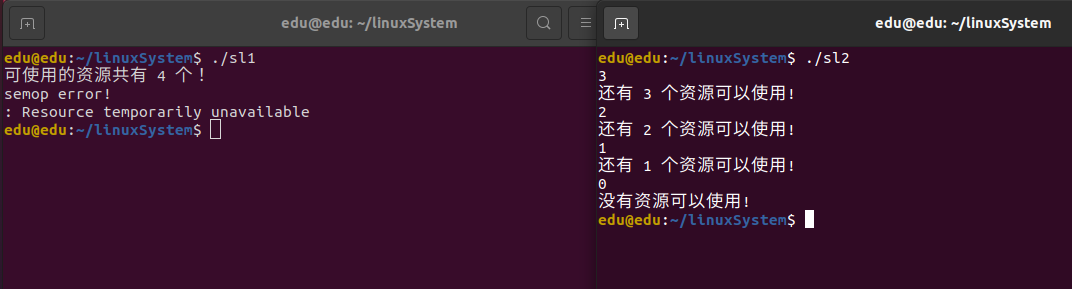 edu@edu: ~/linuxSystem
edu@edu:~/linuxSystem$ ./sl1
可使用的资源共有 4 个！
semop error!
: Resource temporarily unavailable
edu@edu:~/linuxSystem$
edu@edu: ~/linuxSystem
edu@edu:~/linuxSystem$ ./sl2
3
还有 3 个资源可以使用!
2
还有 2 个资源可以使用!
1
还有 1 个资源可以使用!
0
没有资源可以使用!
edu@edu:~/linuxSystem$